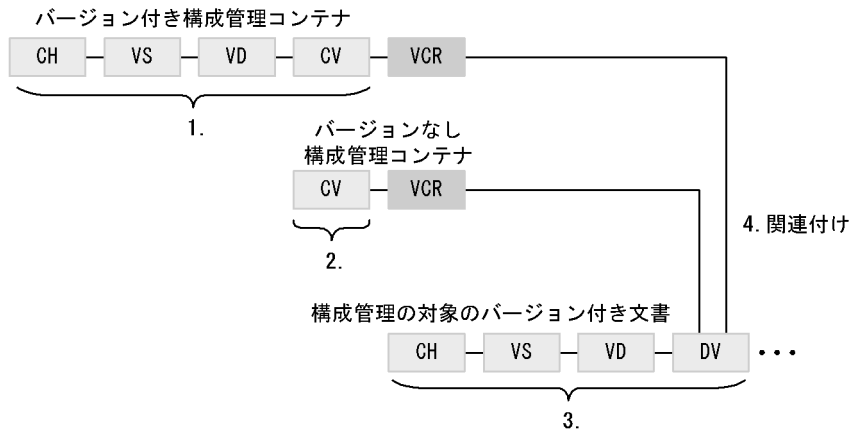 バージョン付き構成管理コンテナ
CH VS VD CV VCR
1.
バージョンなし
構成管理コンテナ
CV VCR
2.
4. 関連付け
構成管理の対象のバージョン付き文書
CH VS VD DV ・・・
3.